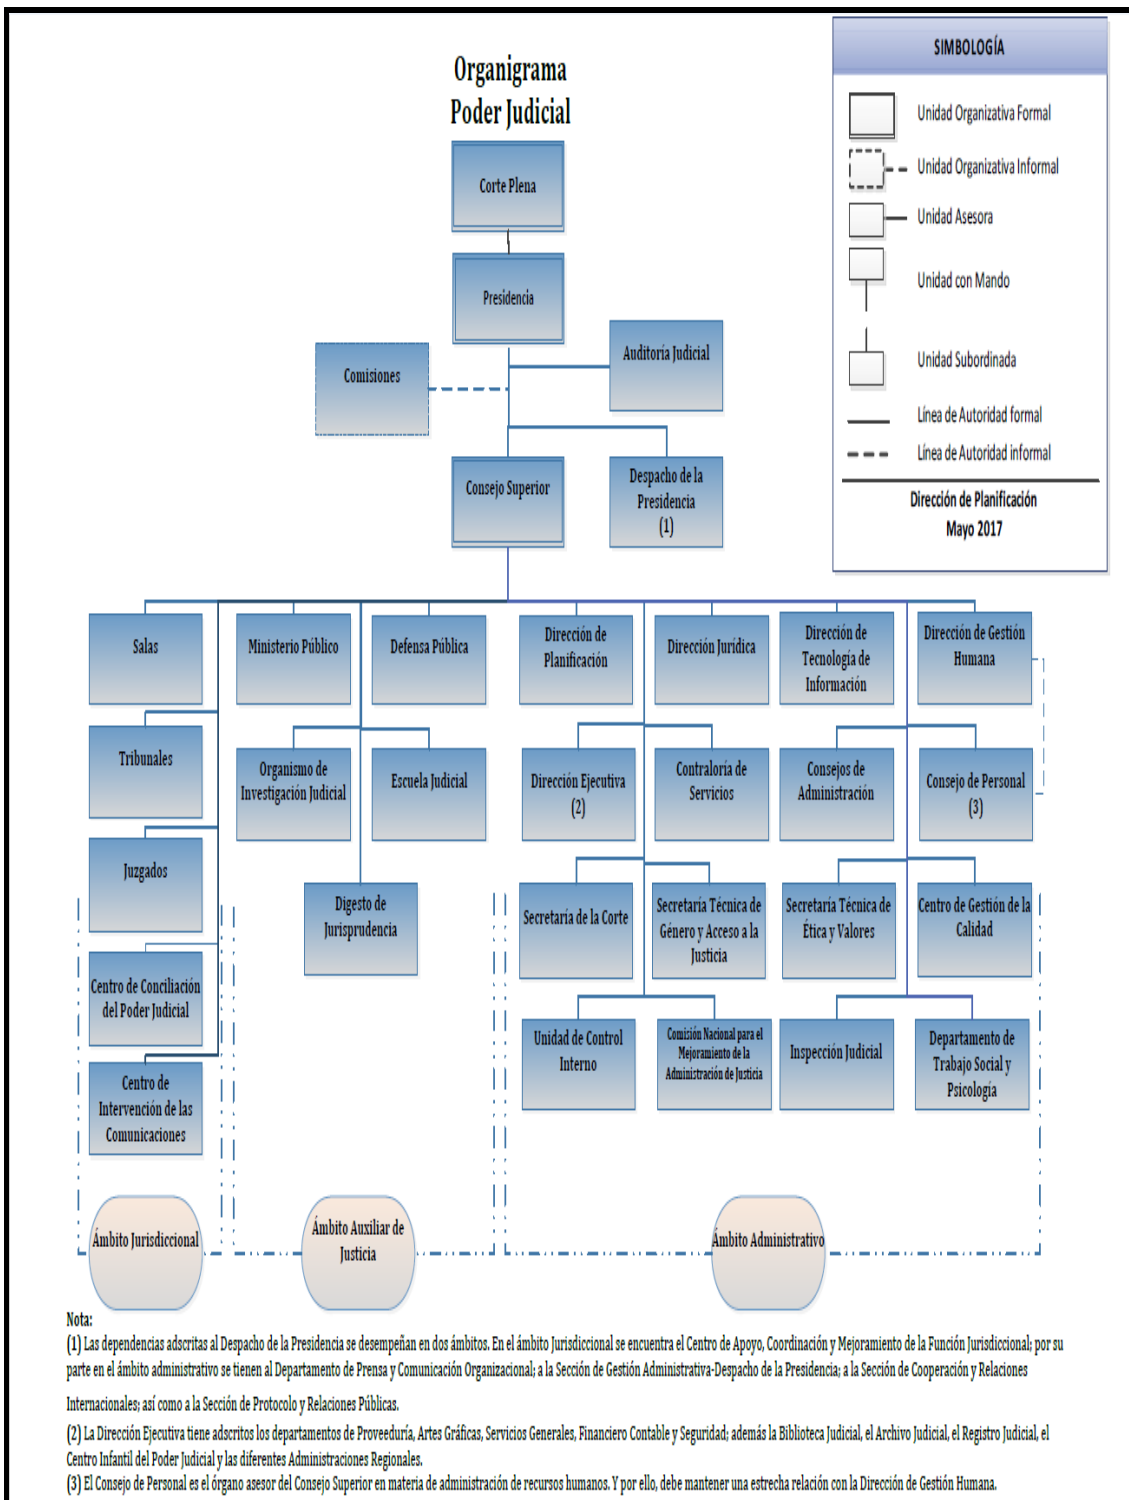 Organigrama
Poder Judicial
SIMBOLOGÍA
Unidad Organizativa Formal
Unidad Organizativa Informal
Unidad Asesora
Unidad con Mando
Unidad Subordinada
Línea de Autoridad formal
Línea de Autoridad informal
Dirección de Planificación
Mayo 2017
Corte Plena
Presidencia
Auditoría Judicial
Comisiones
Consejo Superior
Despacho de la
Presidencia
(1)
Salas
Ministerio Público
Defensa Pública
Dirección de
Planificación
Dirección Jurídica
Dirección de
Tecnología de
Información
Dirección de Gestión
Humana
Tribunales
Organismo de
Investigación Judicial
Escuela Judicial
Dirección Ejecutiva
(2)
Contraloría de
Servicios
Consejos de
Administración
Consejo de Personal
(3)
Juzgados
Digesto de
Jurisprudencia
Secretaría de la Corte
Secretaría Técnica de
Género y Acceso a la
Justicia
Secretaría Técnica de
Ética y Valores
Centro de Gestión de la
Calidad
Centro de Conciliación
del Poder Judicial
Unidad de Control
Interno
Comisión Nacional para el
Mejoramiento de la
Administración de Justicia
Inspección Judicial
Departamento de
Trabajo Social y
Psicología
Centro de
Intervención de las
Comunicaciones
Ámbito Jurisdiccional
Ámbito Auxiliar de
Justicia
Ámbito Administrativo
Nota:
(1) Las dependencias adscritas al Despacho de la Presidencia se desempeñan en dos ámbitos. En el ámbito Jurisdiccional se encuentra el Centro de Apoyo, Coordinación y Mejoramiento de la Función Jurisdiccional; por su
parte en el ámbito administrativo se tienen al Departamento de Prensa y Comunicación Organizacional; a la Sección de Gestión Administrativa-Despacho de la Presidencia; a la Sección de Cooperación y Relaciones
Internacionales; así como a la Sección de Protocolo y Relaciones Públicas.
(2) La Dirección Ejecutiva tiene adscritos los departamentos de Proveeduría, Artes Gráficas, Servicios Generales, Financiero Contable y Seguridad; además la Biblioteca Judicial, el Archivo Judicial, el Registro Judicial, el
Centro Infantil del Poder Judicial y las diferentes Administraciones Regionales.
(3) El Consejo de Personal es el órgano asesor del Consejo Superior en materia de administración de recursos humanos. Y por ello, debe mantener una estrecha relación con la Dirección de Gestión Humana.